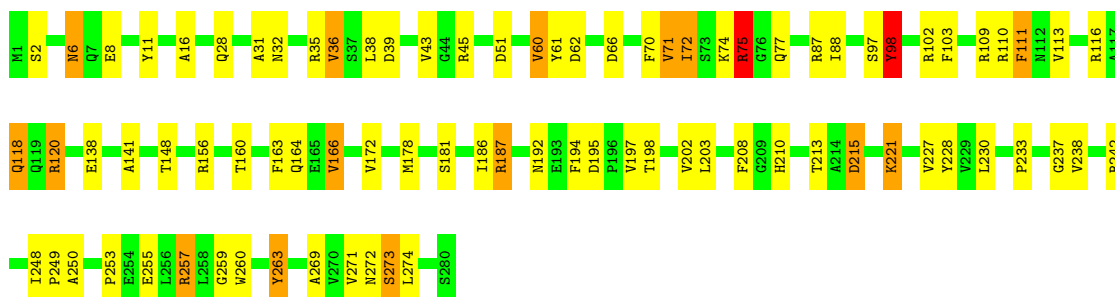 M1 S2 N6 Q7 E8 Y11 A16 Q28 A31 N32 R35 V36 S37 L38 D39 V43 G44 R45 D51 V60 Y61 D62 D66 F70 V71 I72 S73 K74 R75 G76 Q77 R87 I88 S97 Y98 R102 F103 R109 R110 F111 N112 V113 R116 A117
Q118 Q119 R120 E138 A141 T148 R156 T160 F163 Q164 E165 V166 V172 M178 S181 I186 R187 N192 E193 F194 D195 P196 V197 T198 V202 L203 F208 G209 H210 T213 A214 D215 K221 V227 Y228 V229 L230 P233 G237 V238
I248 P249 A250 P253 E254 E255 L256 R257 L258 G259 W260 Y263 A269 V270 V271 N272 S273 L274 S280